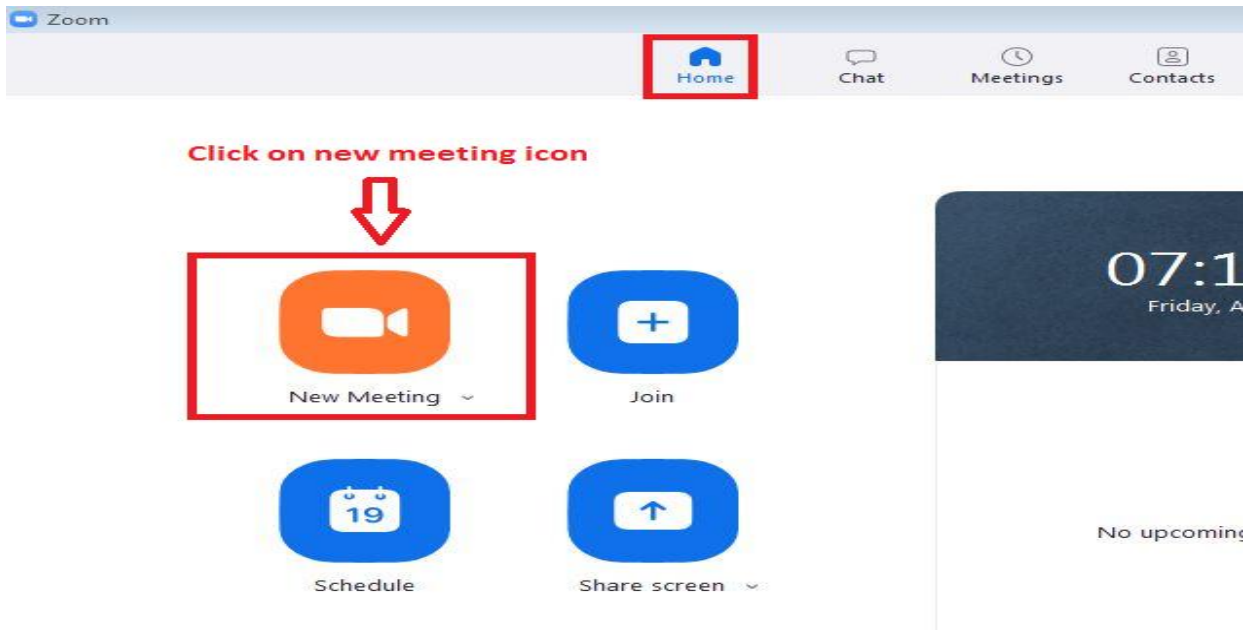 Zoom
Home Chat Meetings Contacts
Click on new meeting icon
07:1
Friday, A
New Meeting Join
19
Schedule Share screen
No upcoming